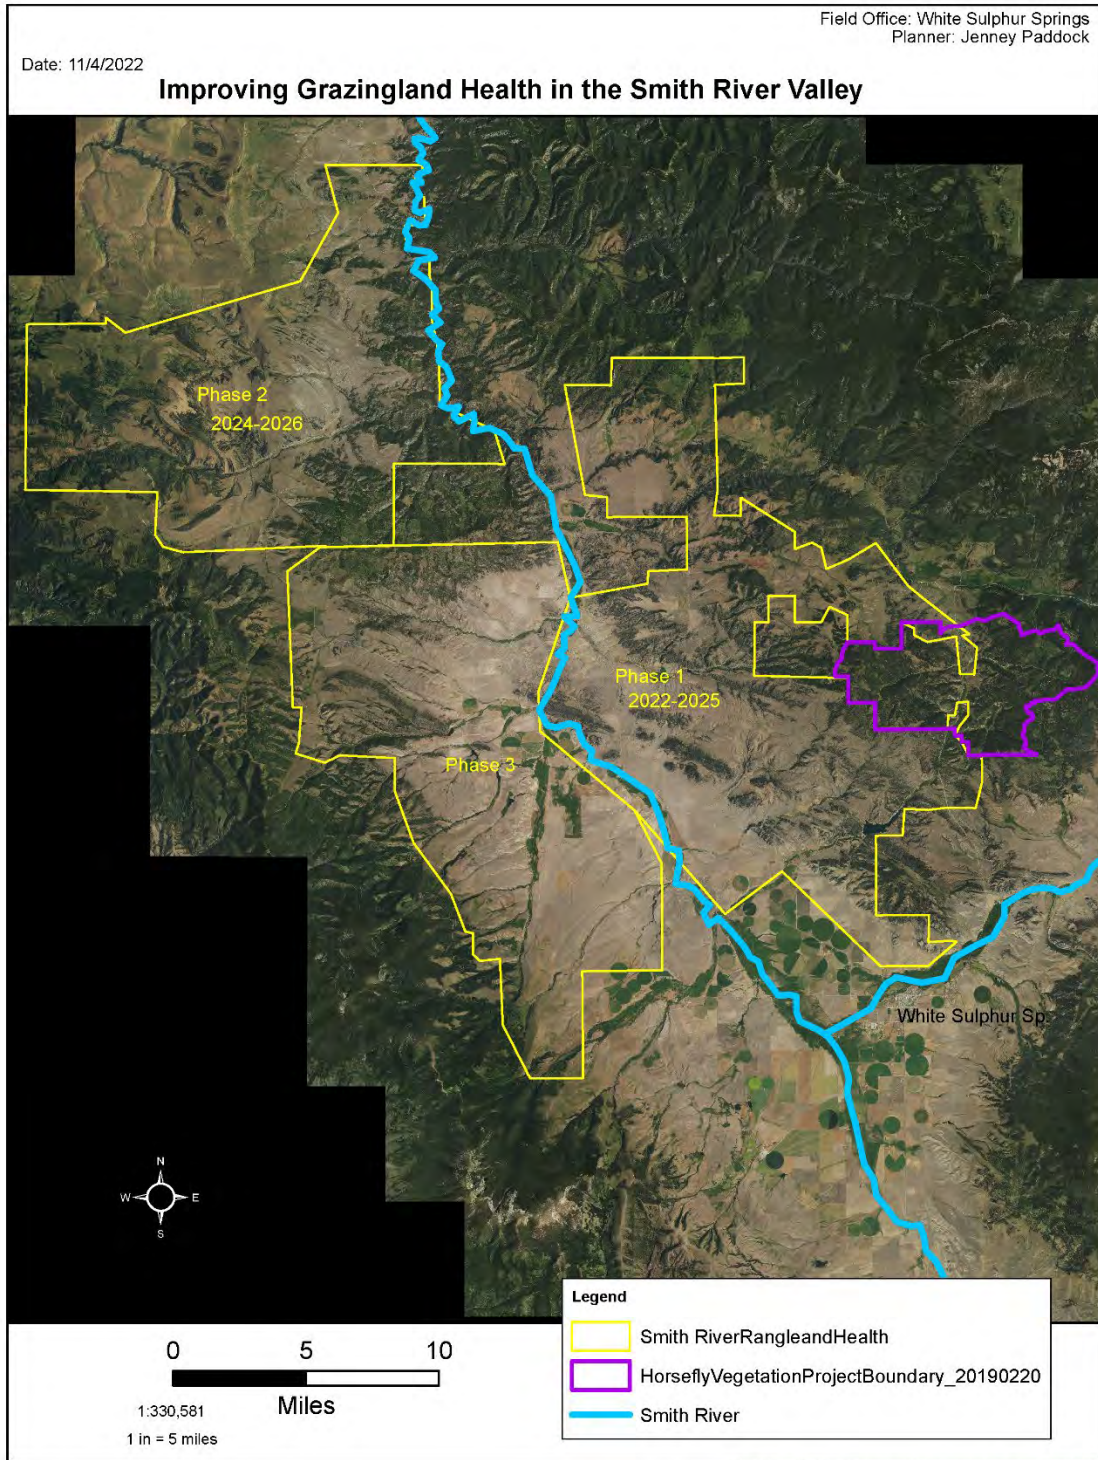 Field Office: White Sulphur Springs
Planner: Jenney Paddock
Date: 11/4/2022
Improving Grazingland Health in the Smith River Valley
Phase 2
2024-2026
Phase 1
2022-2025
Phase 3
White Sulphur Sp.
N
W E
S
0 5 10
Miles
1:330,581
1 in = 5 miles
Legend
Smith RiverRangleandHealth
HorseflyVegetationProjectBoundary_20190220
Smith River